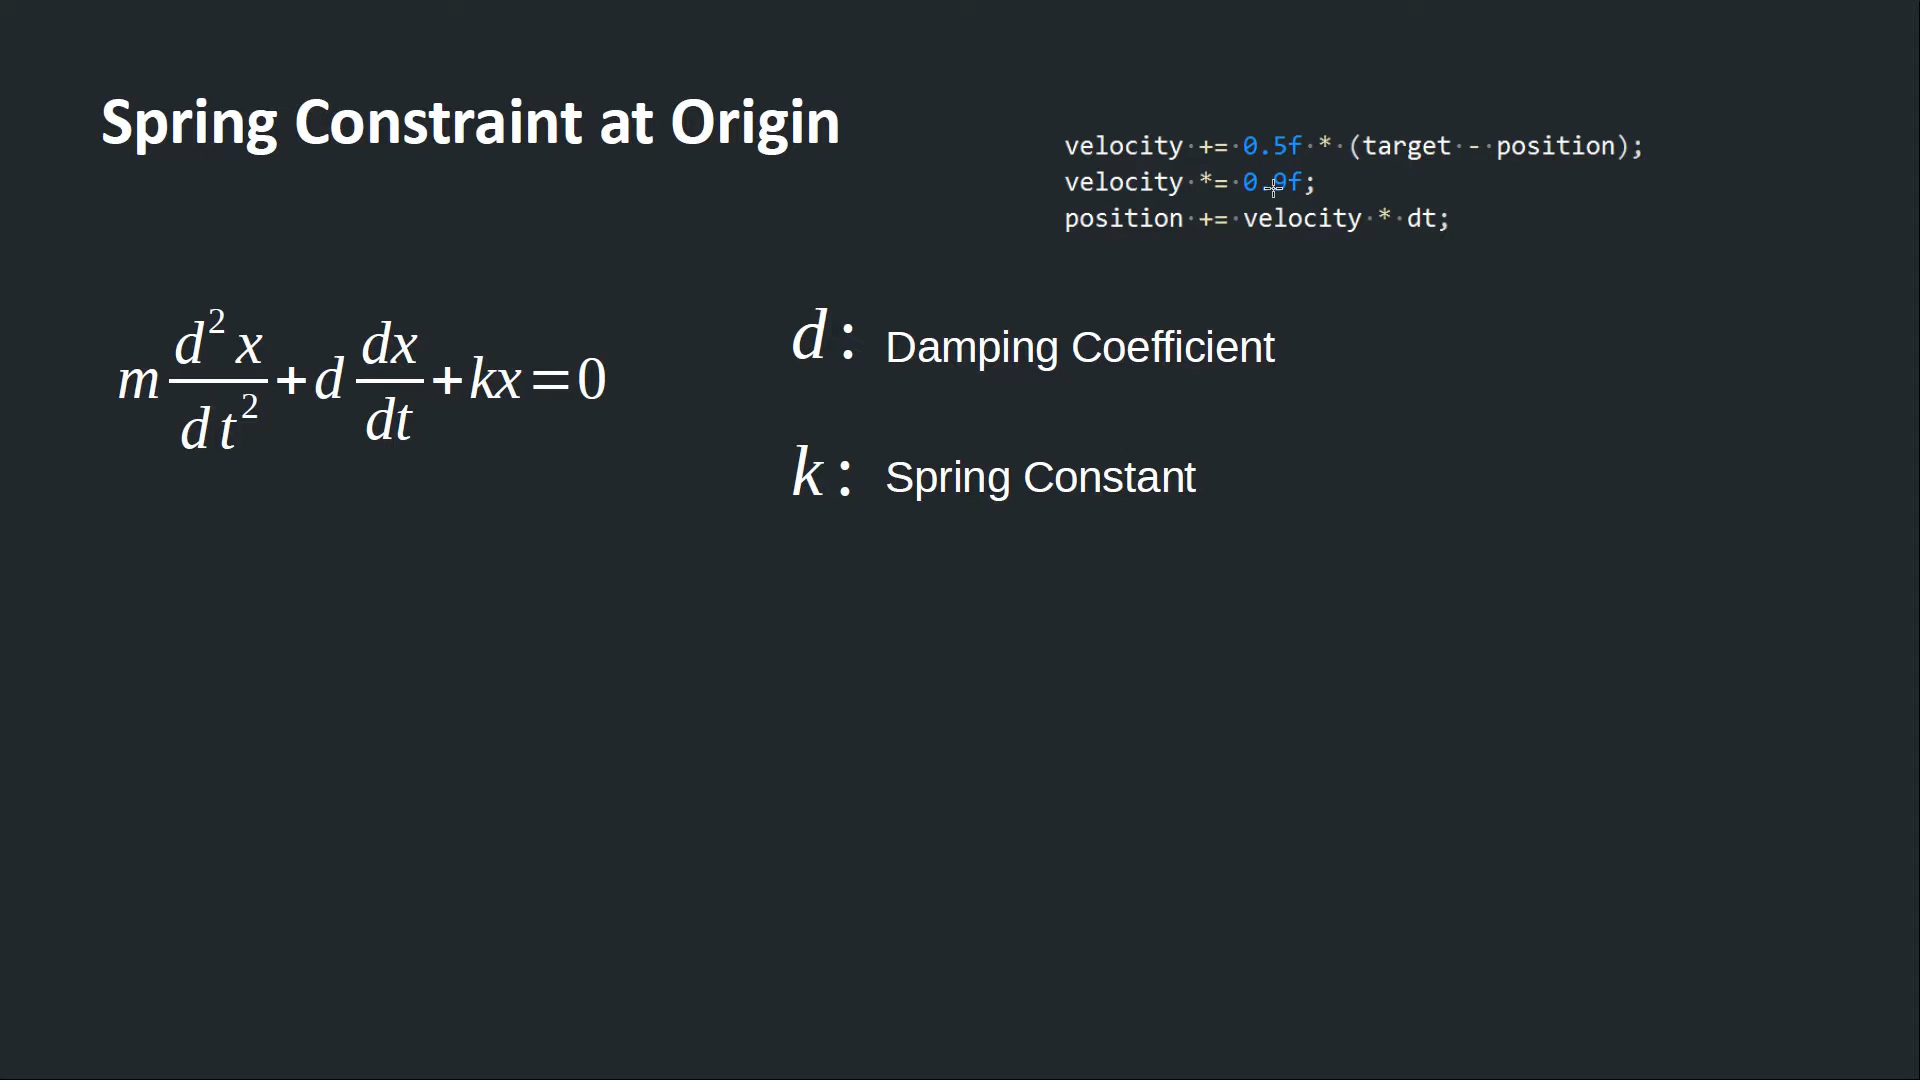 Spring Constraint at Origin
velocity += 0.5f * (target - position);
velocity *= 0.9f;
position += velocity * dt;
m d²x/dt² + d dx/dt + kx = 0
d : Damping Coefficient
k : Spring Constant